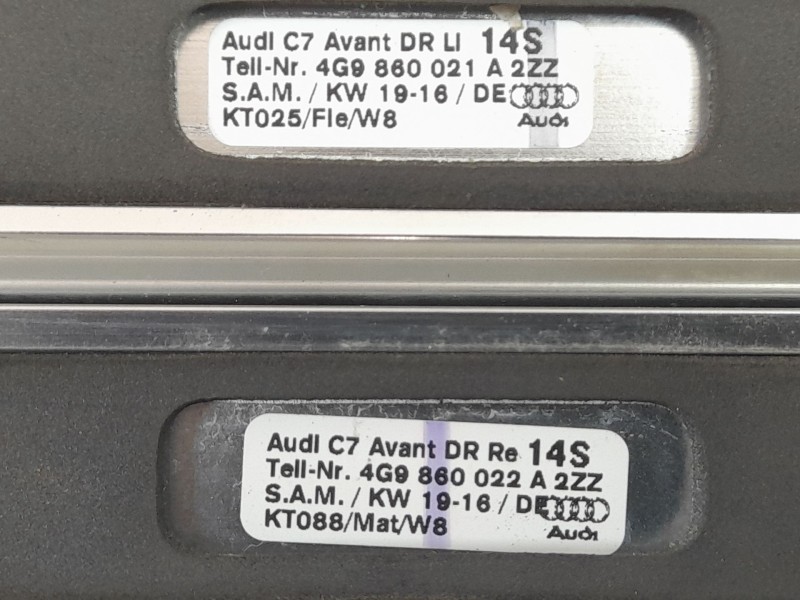 Audi C7 Avant DR LI 14S
Teil-Nr. 4G9 860 021 A 2ZZ
S.A.M. / KW 19-16 / DE
KT025/Fle/W8
Audi
Audi C7 Avant DR Re 14S
Teil-Nr. 4G9 860 022 A 2ZZ
S.A.M. / KW 19-16 / DE
KT088/Mat/W8
Audi